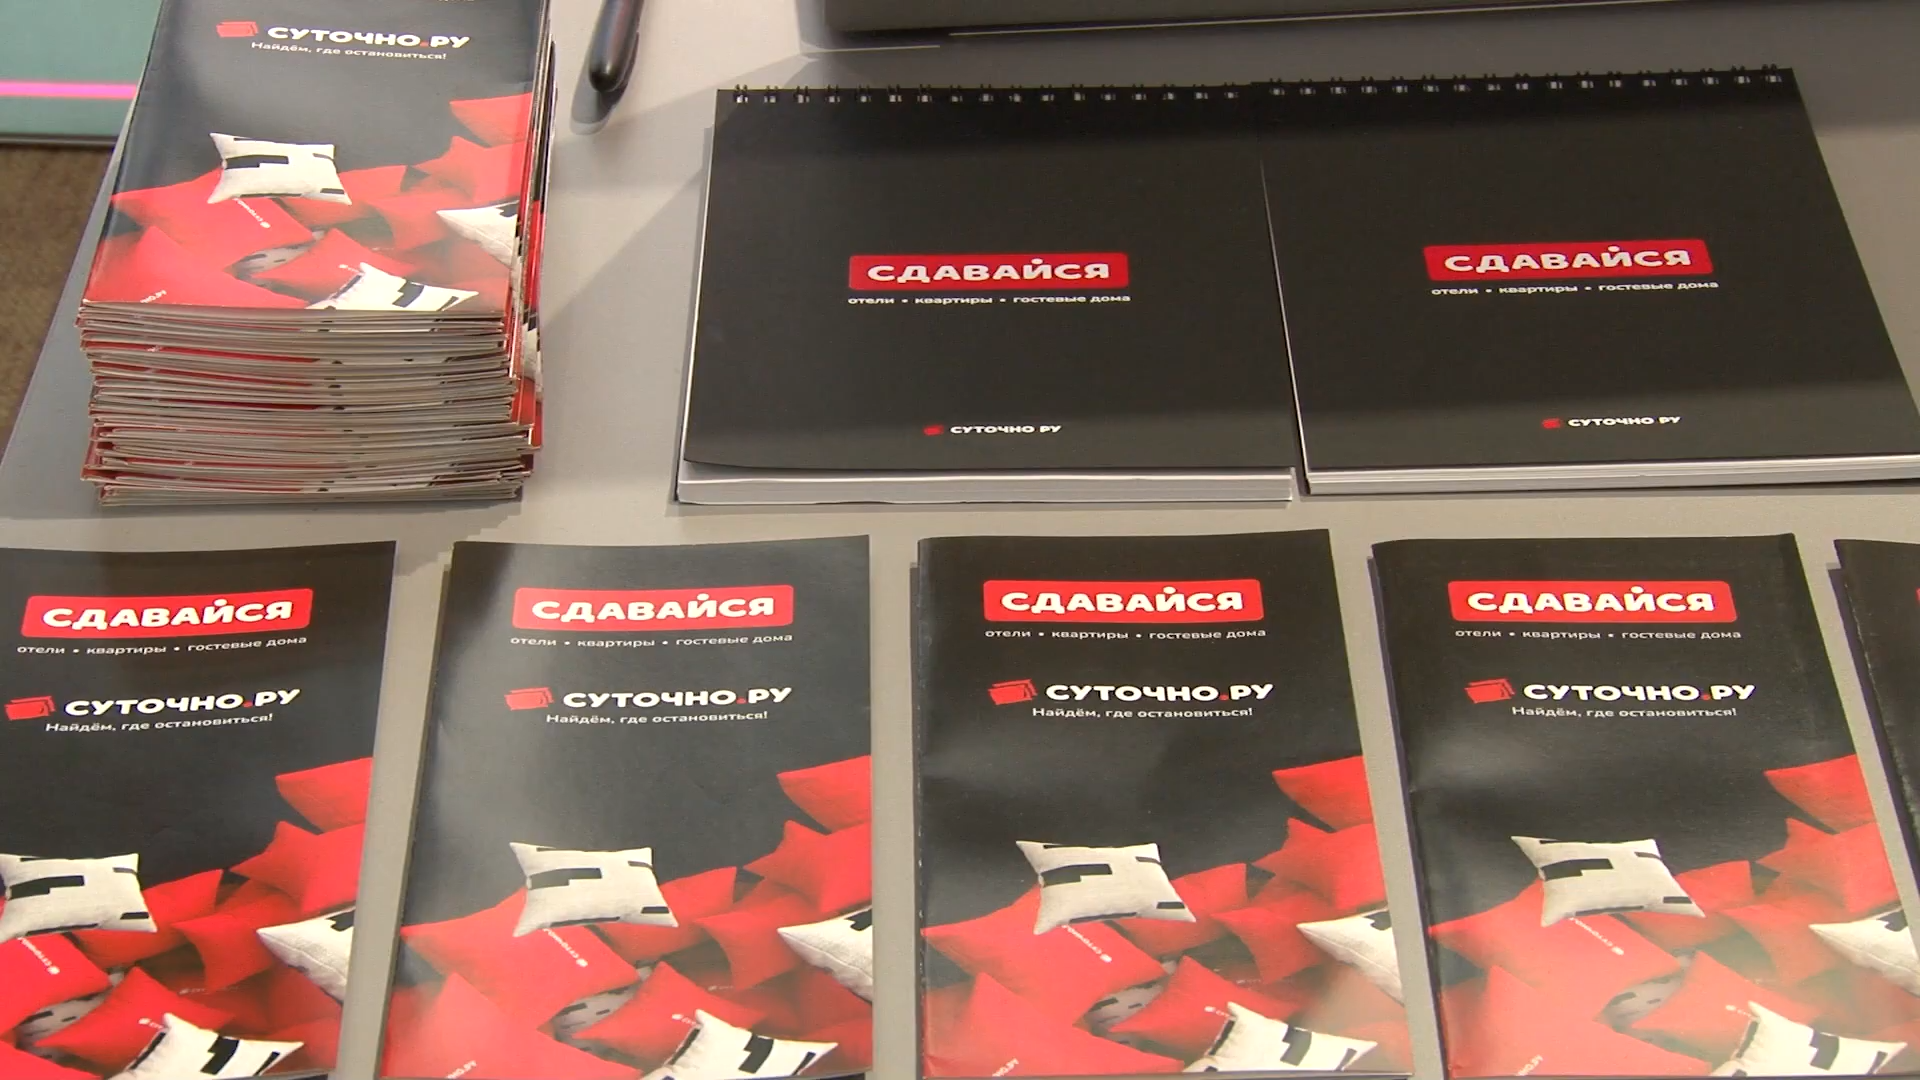 СУТОЧНО.РУ
Найдём, где остановиться!
СДАВАЙСЯ
отели • квартиры • гостевые дома
СУТОЧНО РУ
СДАВАЙСЯ
отели • квартиры • гостевые дома
СУТОЧНО РУ
СДАВАЙСЯ
отели • квартиры • гостевые дома
СУТОЧНО.РУ
Найдём, где остановиться!
СДАВАЙСЯ
отели • квартиры • гостевые дома
СУТОЧНО.РУ
Найдём, где остановиться!
СДАВАЙСЯ
отели • квартиры • гостевые дома
СУТОЧНО.РУ
Найдём, где остановиться!
СДАВАЙСЯ
отели • квартиры • гостевые дома
СУТОЧНО.РУ
Найдём, где остановиться!